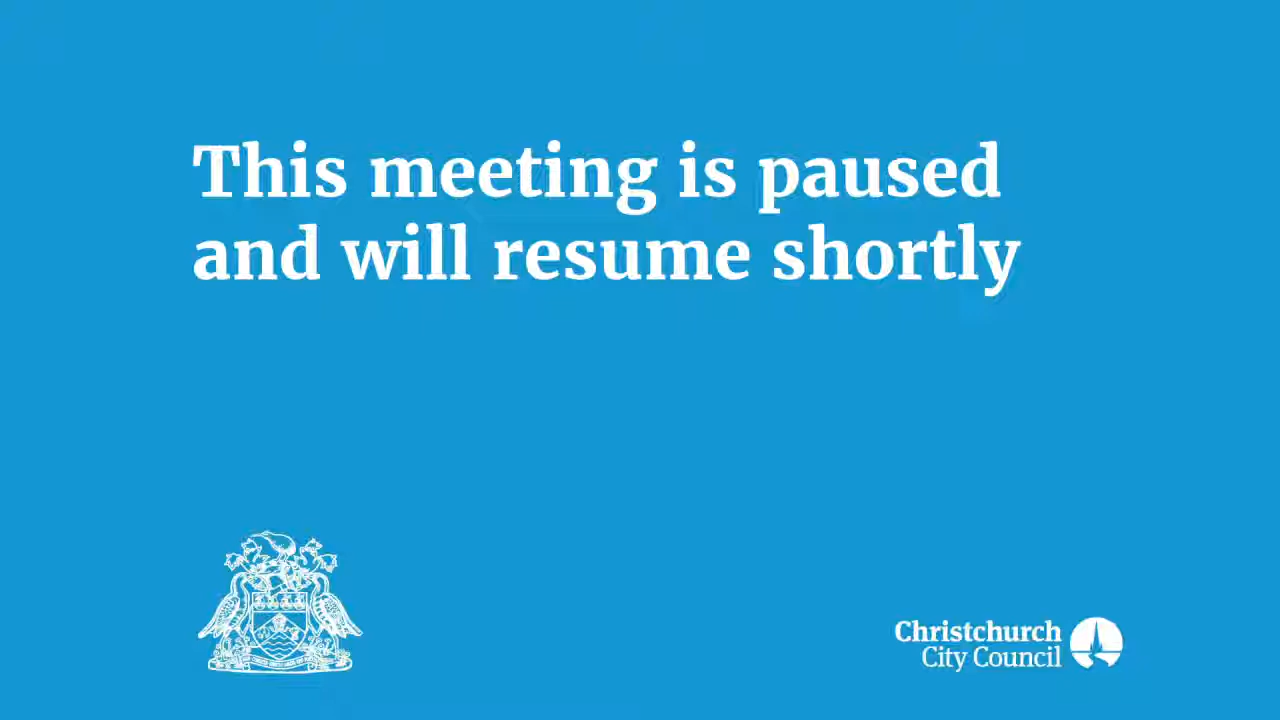 This meeting is paused
and will resume shortly
Christchurch
City Council